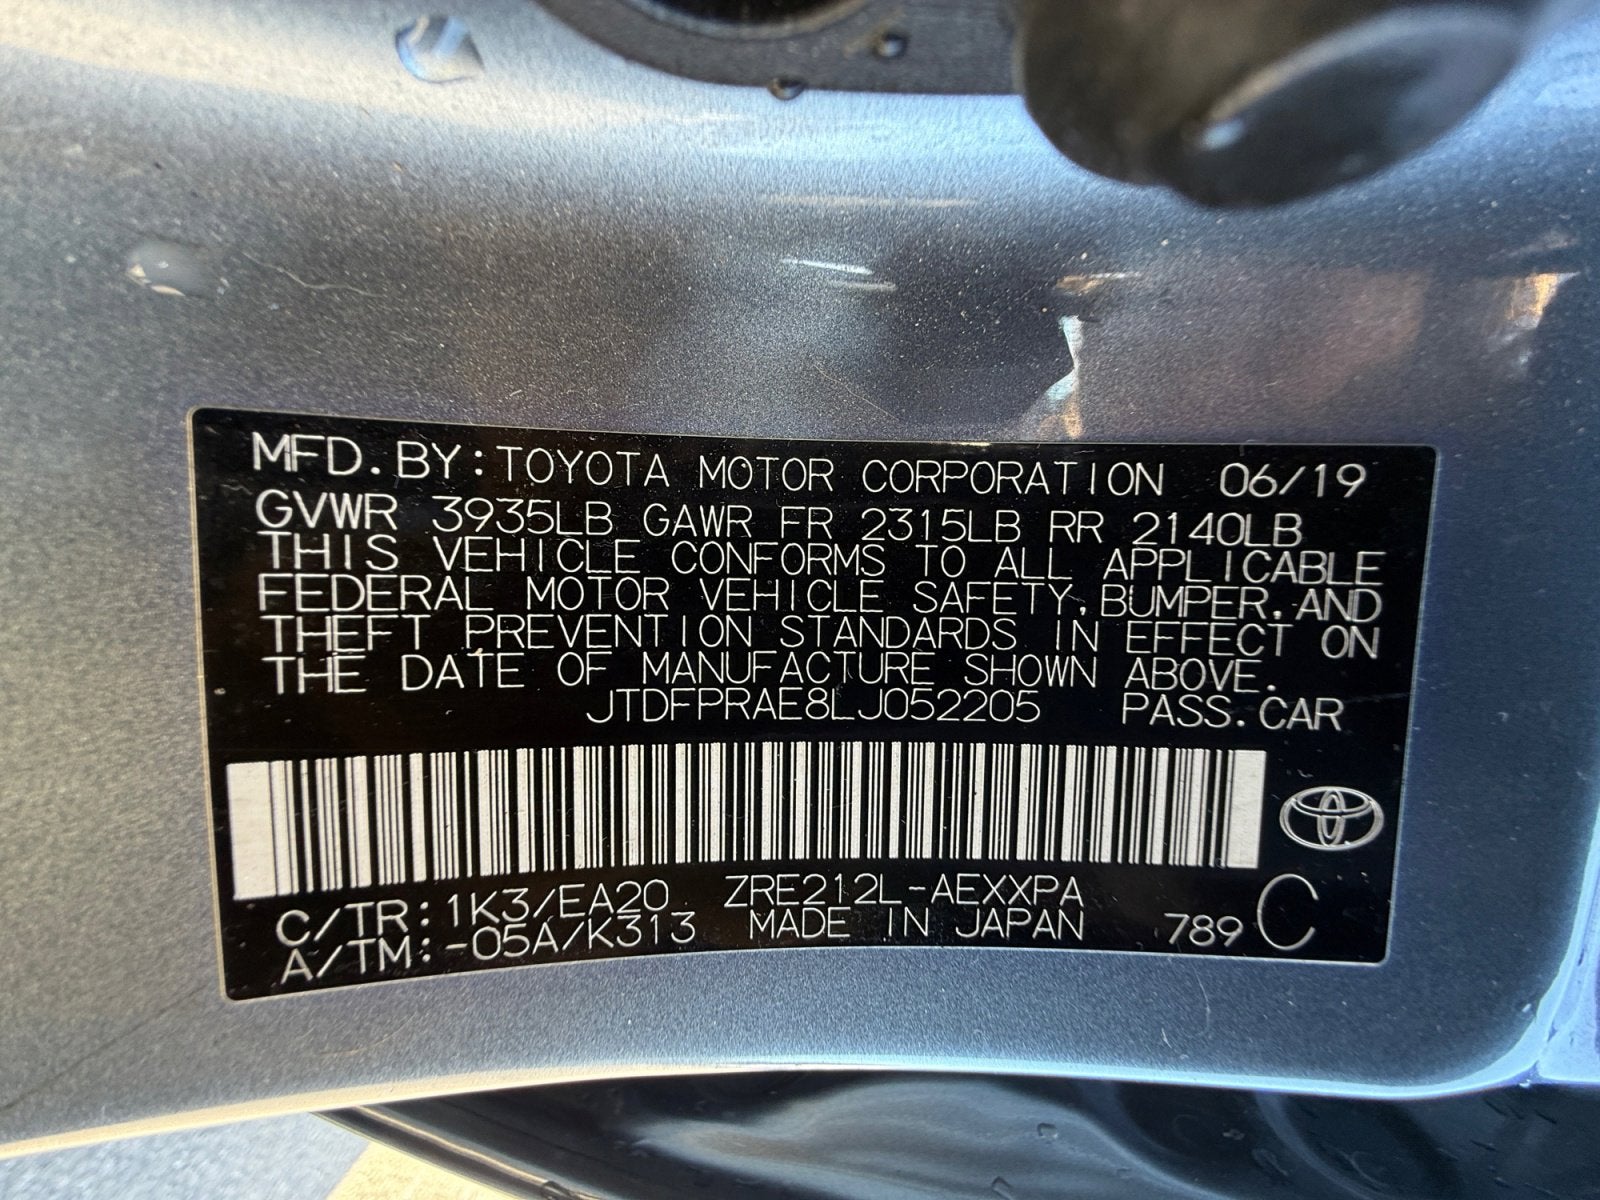 MFD. BY: TOYOTA MOTOR CORPORATION 06/19
GVWR 3935LB GAWR FR 2315LB RR 2140LB
THIS VEHICLE CONFORMS TO ALL APPLICABLE
FEDERAL MOTOR VEHICLE SAFETY, BUMPER, AND
THEFT PREVENTION STANDARDS IN EFFECT ON
THE DATE OF MANUFACTURE SHOWN ABOVE.
JTDFPRAE8LJ052205 PASS. CAR
C/TR: 1K3/EA20 ZRE212L-AEXXPA
A/TM: -05A/K313 MADE IN JAPAN 789 C